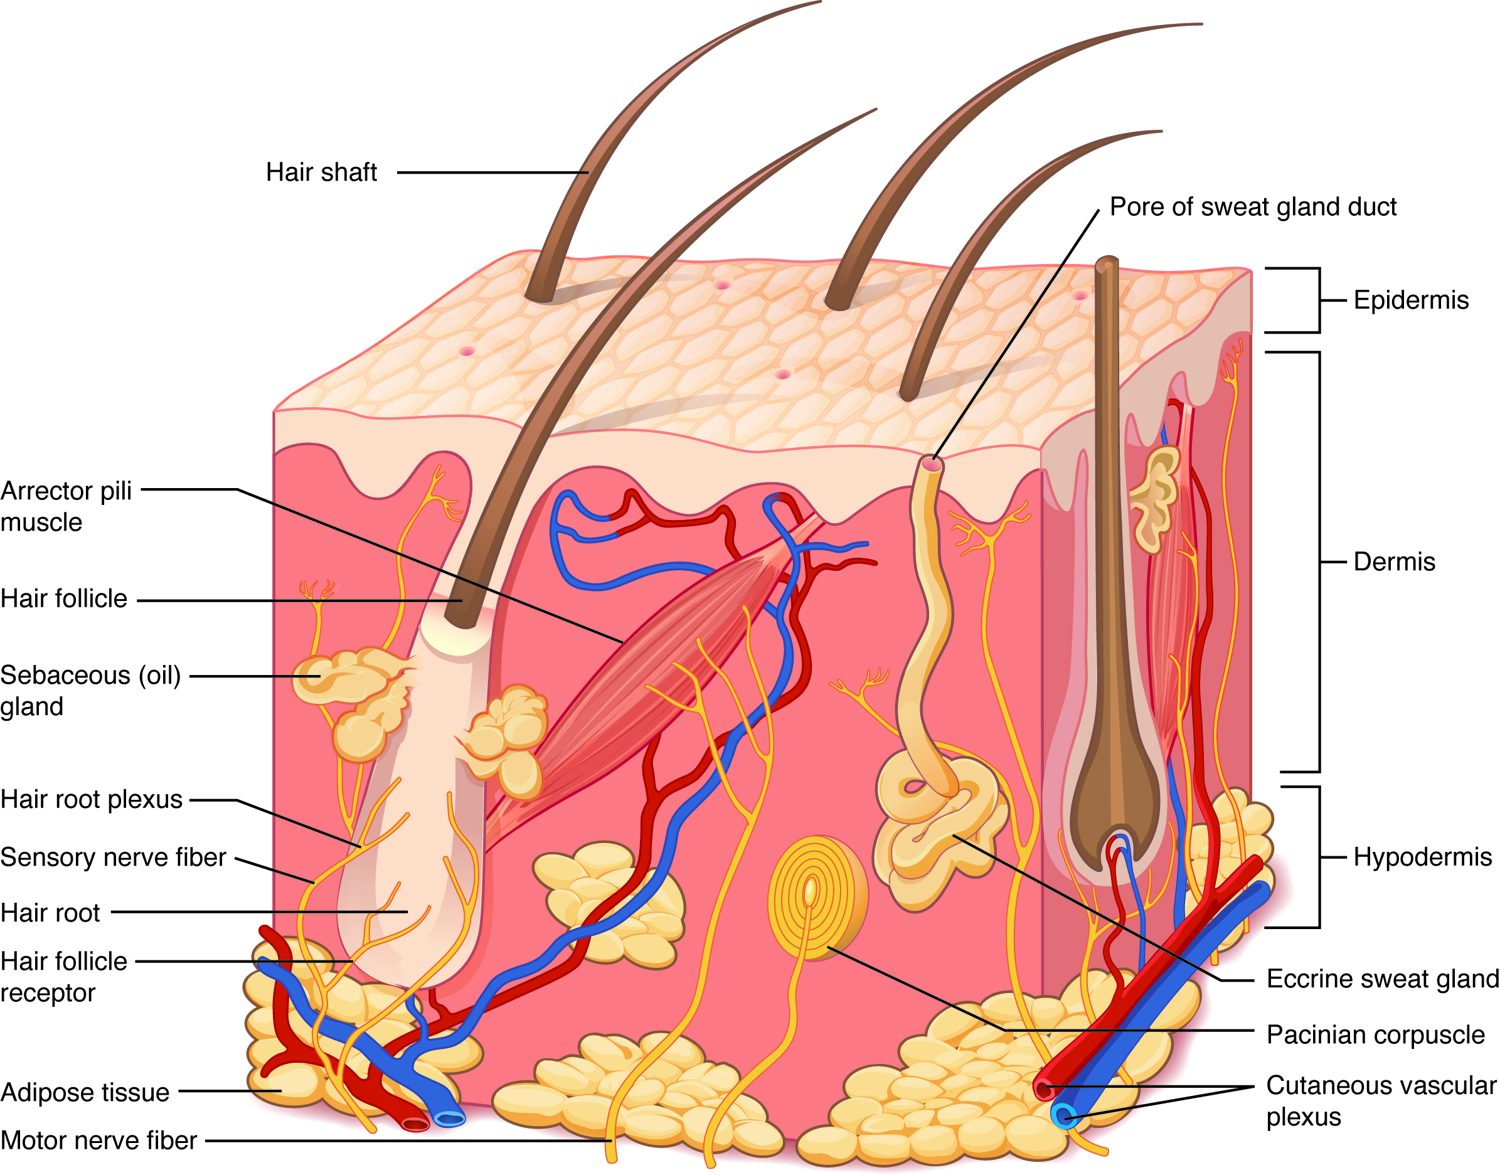 Hair shaft
Pore of sweat gland duct
Epidermis
Arrector pili
muscle
Dermis
Hair follicle
Sebaceous (oil)
gland
Hair root plexus
Sensory nerve fiber
Hypodermis
Hair root
Hair follicle
receptor
Eccrine sweat gland
Pacinian corpuscle
Adipose tissue
Cutaneous vascular
plexus
Motor nerve fiber